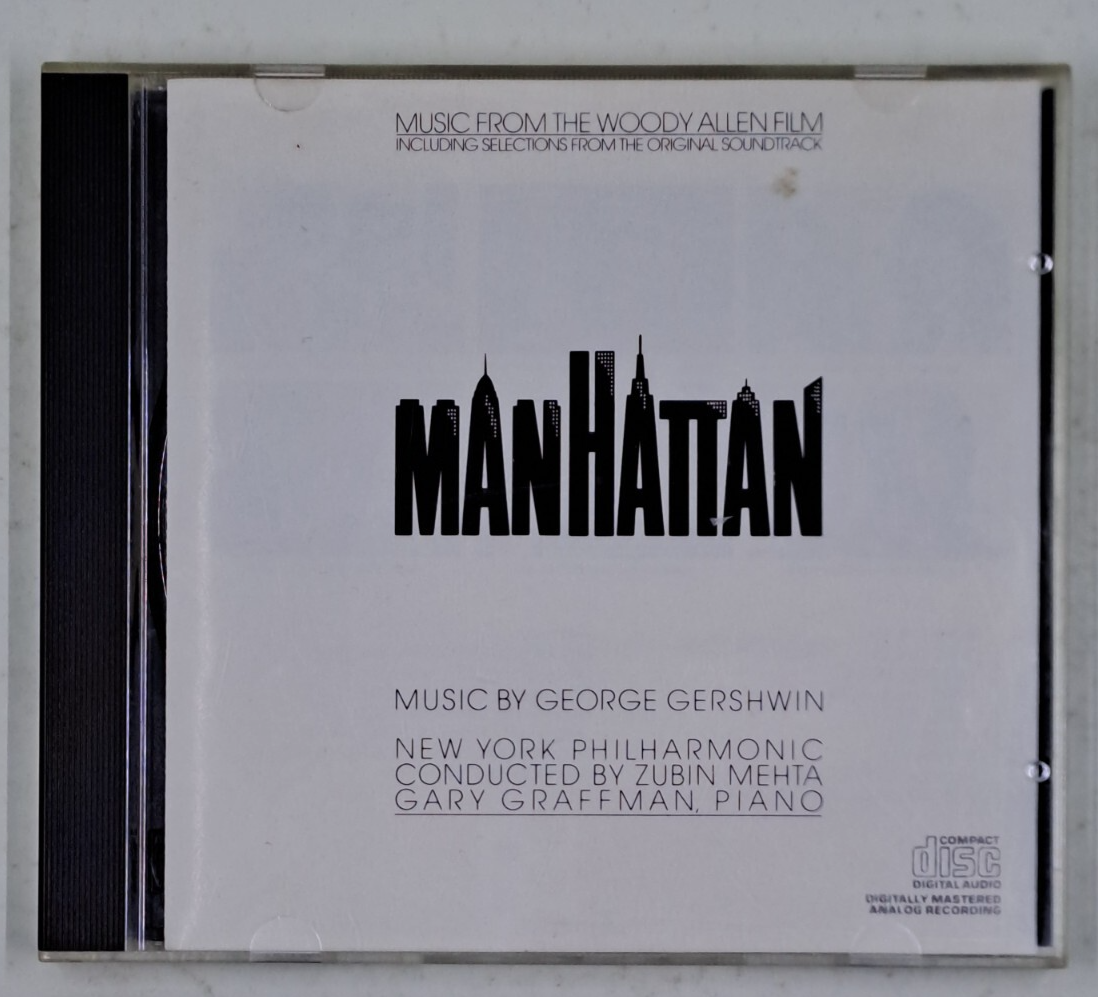 MUSIC FROM THE WOODY ALLEN FILM
INCLUDING SELECTIONS FROM THE ORIGINAL SOUNDTRACK
MANHATTAN
MUSIC BY GEORGE GERSHWIN
NEW YORK PHILHARMONIC
CONDUCTED BY ZUBIN MEHTA
GARY GRAFFMAN, PIANO
COMPACT
disc
DIGITAL AUDIO
DIGITALLY MASTERED
ANALOG RECORDING